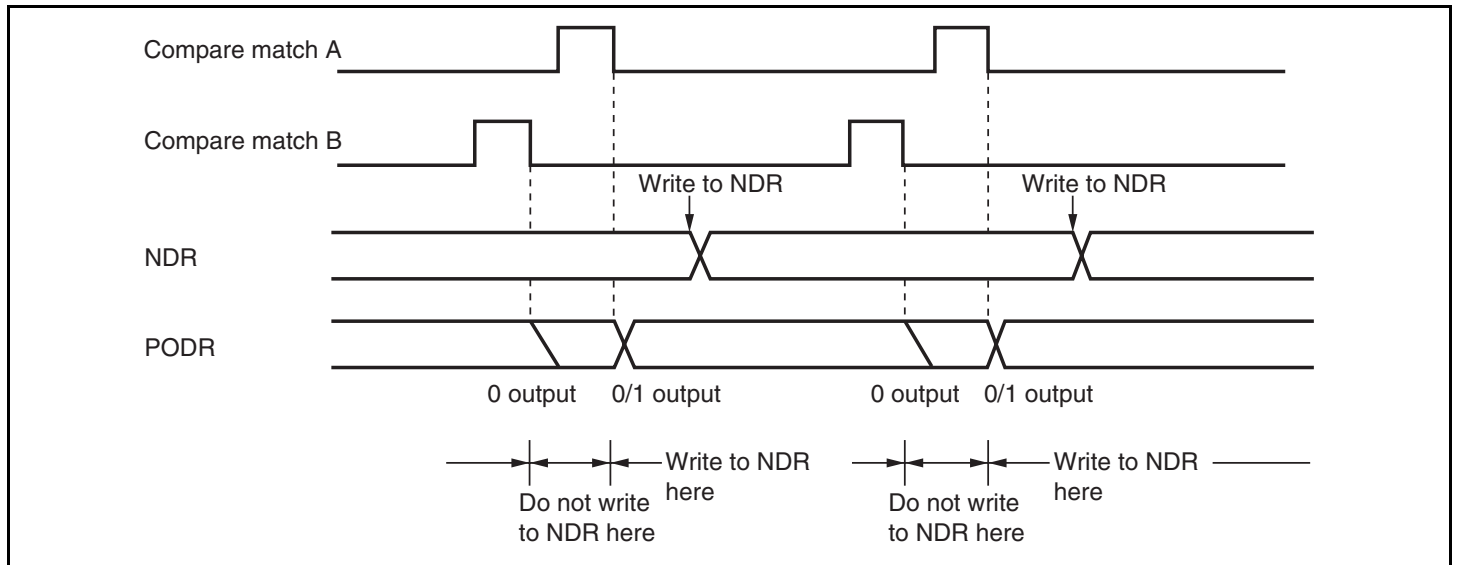 Compare match A
Compare match B
Write to NDR
Write to NDR
NDR
PODR
0 output
0/1 output
0 output
0/1 output
Write to NDR
here
Write to NDR
here
Do not write
to NDR here
Do not write
to NDR here